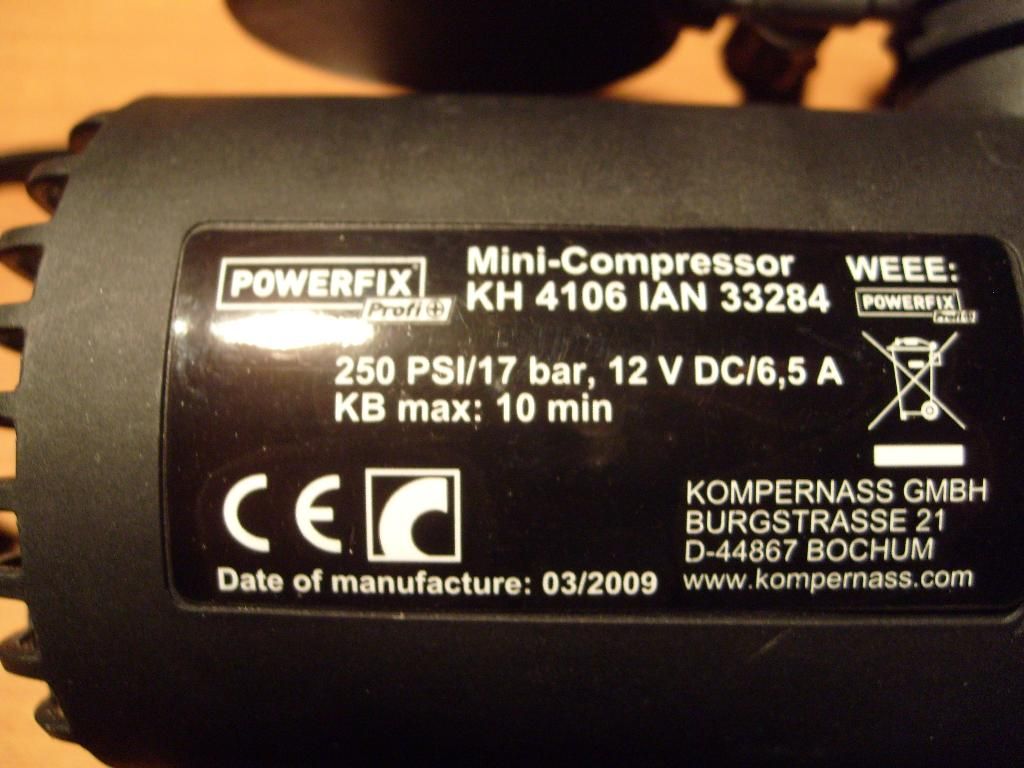 POWERFIX
Profi+
Mini-Compressor
KH 4106 IAN 33284
WEEE:
POWERFIX
Profi+
250 PSI/17 bar, 12 V DC/6,5 A
KB max: 10 min
CE
Date of manufacture: 03/2009
KOMPERNASS GMBH
BURGSTRASSE 21
D-44867 BOCHUM
www.kompernass.com